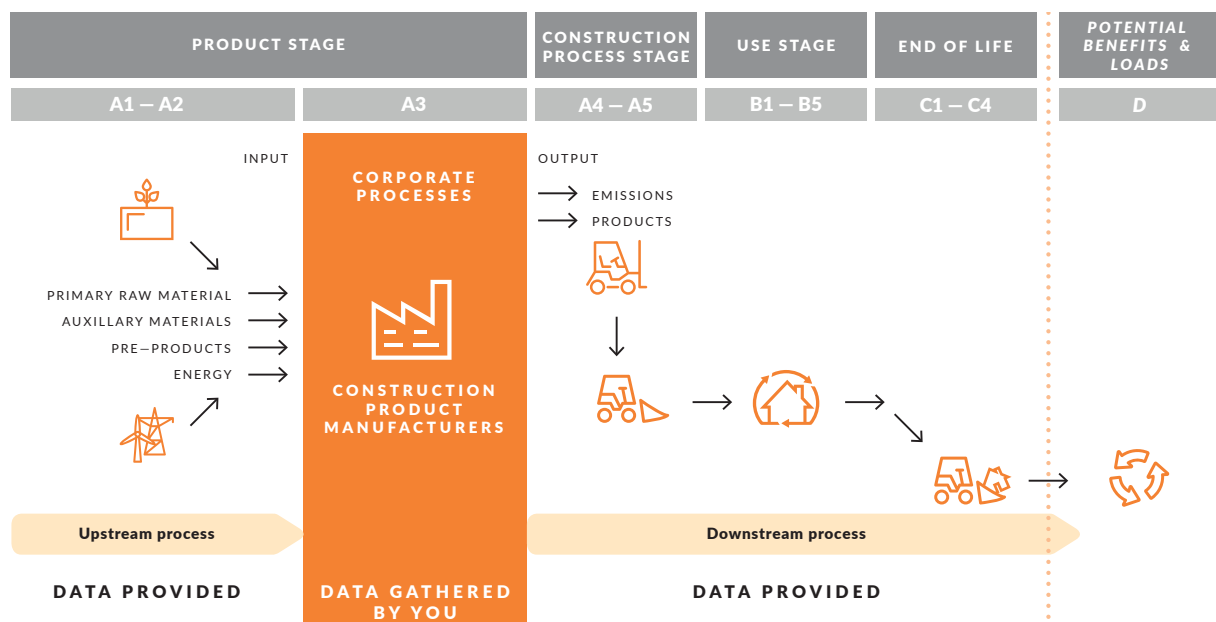 PRODUCT STAGE
CONSTRUCTION
PROCESS STAGE
USE STAGE
END OF LIFE
POTENTIAL
BENEFITS &
LOADS
A1 — A2
A3
A4 — A5
B1 — B5
C1 — C4
D
INPUT
PRIMARY RAW MATERIAL
AUXILLARY MATERIALS
PRE—PRODUCTS
ENERGY
CORPORATE
PROCESSES
CONSTRUCTION
PRODUCT
MANUFACTURERS
OUTPUT
EMISSIONS
PRODUCTS
Upstream process
Downstream process
DATA PROVIDED
DATA GATHERED
BY YOU
DATA PROVIDED